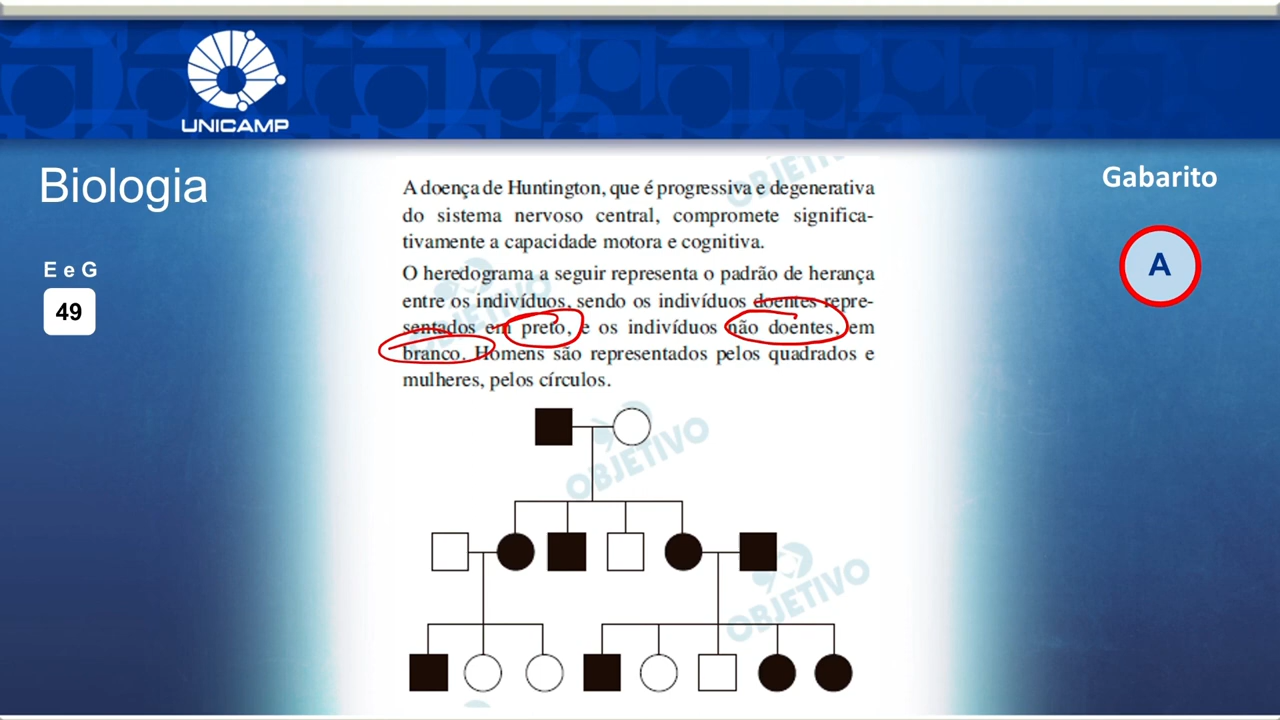 UNICAMP
Biologia
E e G
49
Gabarito
A
OBJETIVO
A doença de Huntington, que é progressiva e degenerativa
do sistema nervoso central, compromete significa-
tivamente a capacidade motora e cognitiva.
O heredograma a seguir representa o padrão de herança
entre os indivíduos, sendo os indivíduos doentes repre-
sentados em preto, e os indivíduos não doentes, em
branco. Homens são representados pelos quadrados e
mulheres, pelos círculos.
OBJETIVO
OBJETIVO
OBJETIVO